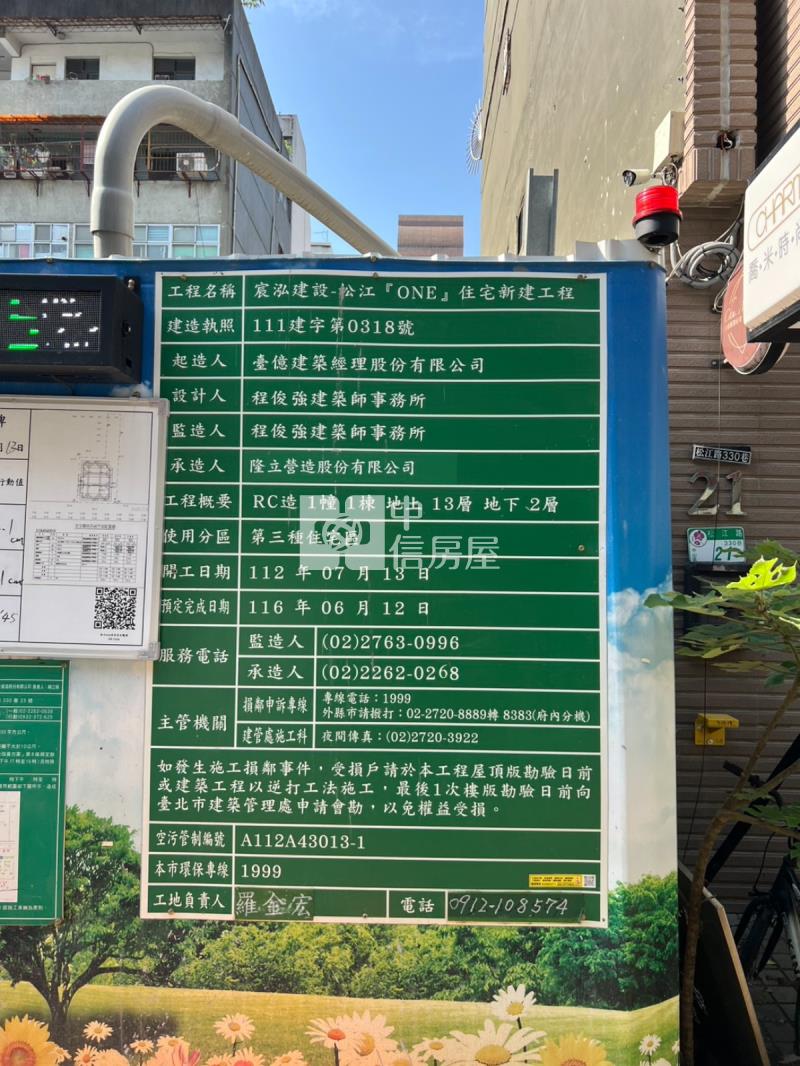 工程名稱 宸泓建設-松江『ONE』住宅新建工程
建造執照 111建字第0318號
起造人 臺億建築經理股份有限公司
設計人 程俊強建築師事務所
監造人 程俊強建築師事務所
承造人 隆立營造股份有限公司
工程概要 RC造 1幢 1棟 地上 13層 地下 2層
使用分區 第三種住宅區
開工日期 112 年 07 月 13 日
預定完成日期 116 年 06 月 12 日
服務電話 監造人 (02)2763-0996
承造人 (02)2262-0268
主管機關 損鄰申訴專線 專線電話：1999
外縣市請撥打：02-2720-8889轉 8383(府內分機)
建管處施工科 夜間傳真：(02)2720-3922
如發生施工損鄰事件，受損戶請於本工程屋頂版勘驗日前
或建築工程以逆打工法施工，最後1次樓版勘驗日前向
臺北市建築管理處申請會勘，以免權益受損。
空污管制編號 A112A43013-1
本市環保專線 1999
工地負責人 羅金宏 電話 0912-108574
中
信房屋
松江路330巷
21
松江路
330巷
21
CHARM
喬·米·時尚